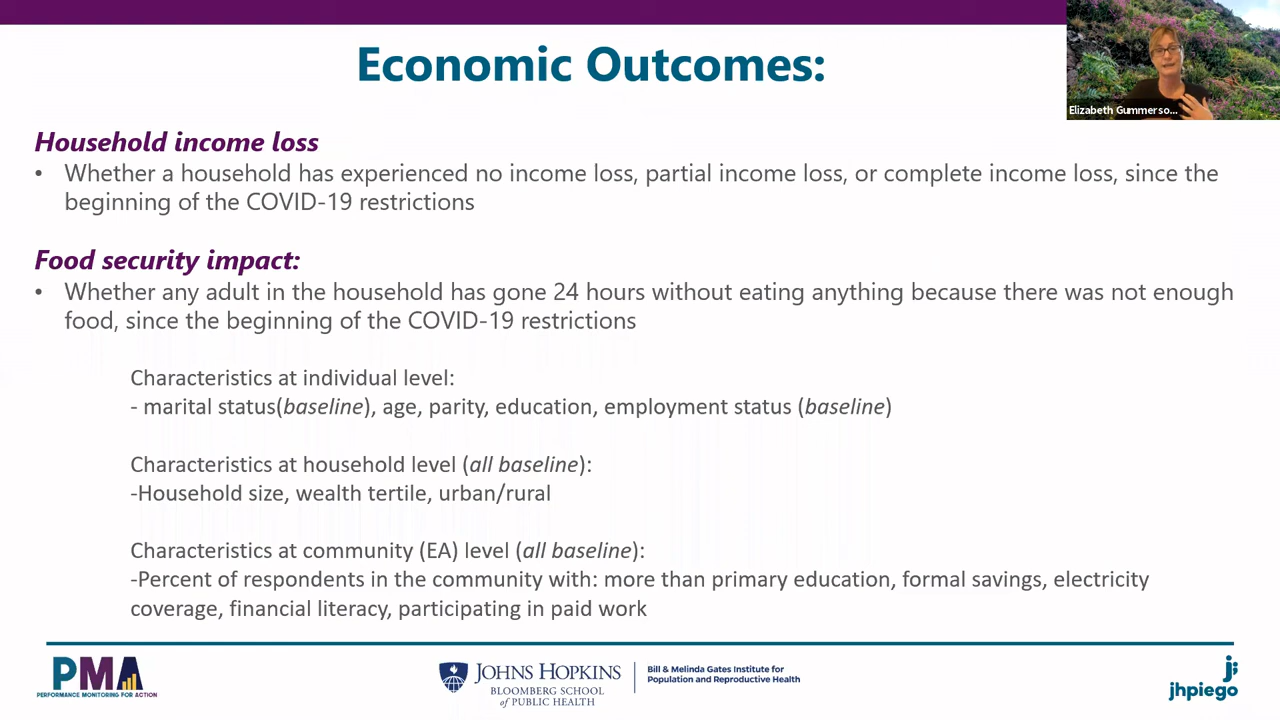 Economic Outcomes:
Elizabeth Gummerso...
Household income loss
• Whether a household has experienced no income loss, partial income loss, or complete income loss, since the
beginning of the COVID-19 restrictions
Food security impact:
• Whether any adult in the household has gone 24 hours without eating anything because there was not enough
food, since the beginning of the COVID-19 restrictions
Characteristics at individual level:
- marital status(baseline), age, parity, education, employment status (baseline)
Characteristics at household level (all baseline):
-Household size, wealth tertile, urban/rural
Characteristics at community (EA) level (all baseline):
-Percent of respondents in the community with: more than primary education, formal savings, electricity
coverage, financial literacy, participating in paid work
PMA
PERFORMANCE MONITORING FOR ACTION
JOHNS HOPKINS
BLOOMBERG SCHOOL
of PUBLIC HEALTH
Bill & Melinda Gates Institute for
Population and Reproductive Health
jhpiego